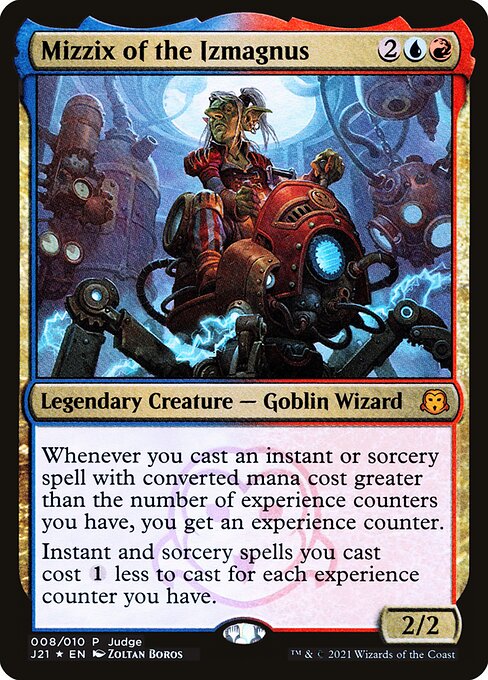 Mizzix of the Izmagnus 2
Legendary Creature — Goblin Wizard
Whenever you cast an instant or sorcery
spell with converted mana cost greater
than the number of experience counters
you have, you get an experience counter.
Instant and sorcery spells you cast
cost 1 less to cast for each experience
counter you have.
2/2
008/010 P Judge
J21 ★ EN Zoltan Boros
™ & © 2021 Wizards of the Coast